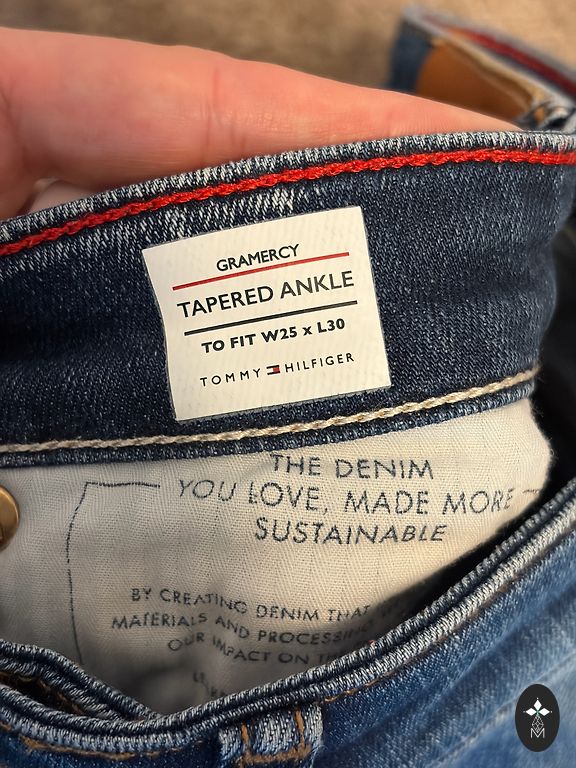 GRAMERCY
TAPERED ANKLE
TO FIT W25 x L30
TOMMY HILFIGER
THE DENIM
YOU LOVE, MADE MORE
SUSTAINABLE
BY CREATING DENIM THAT
MATERIALS AND PROCESSING
OUR IMPACT ON THE